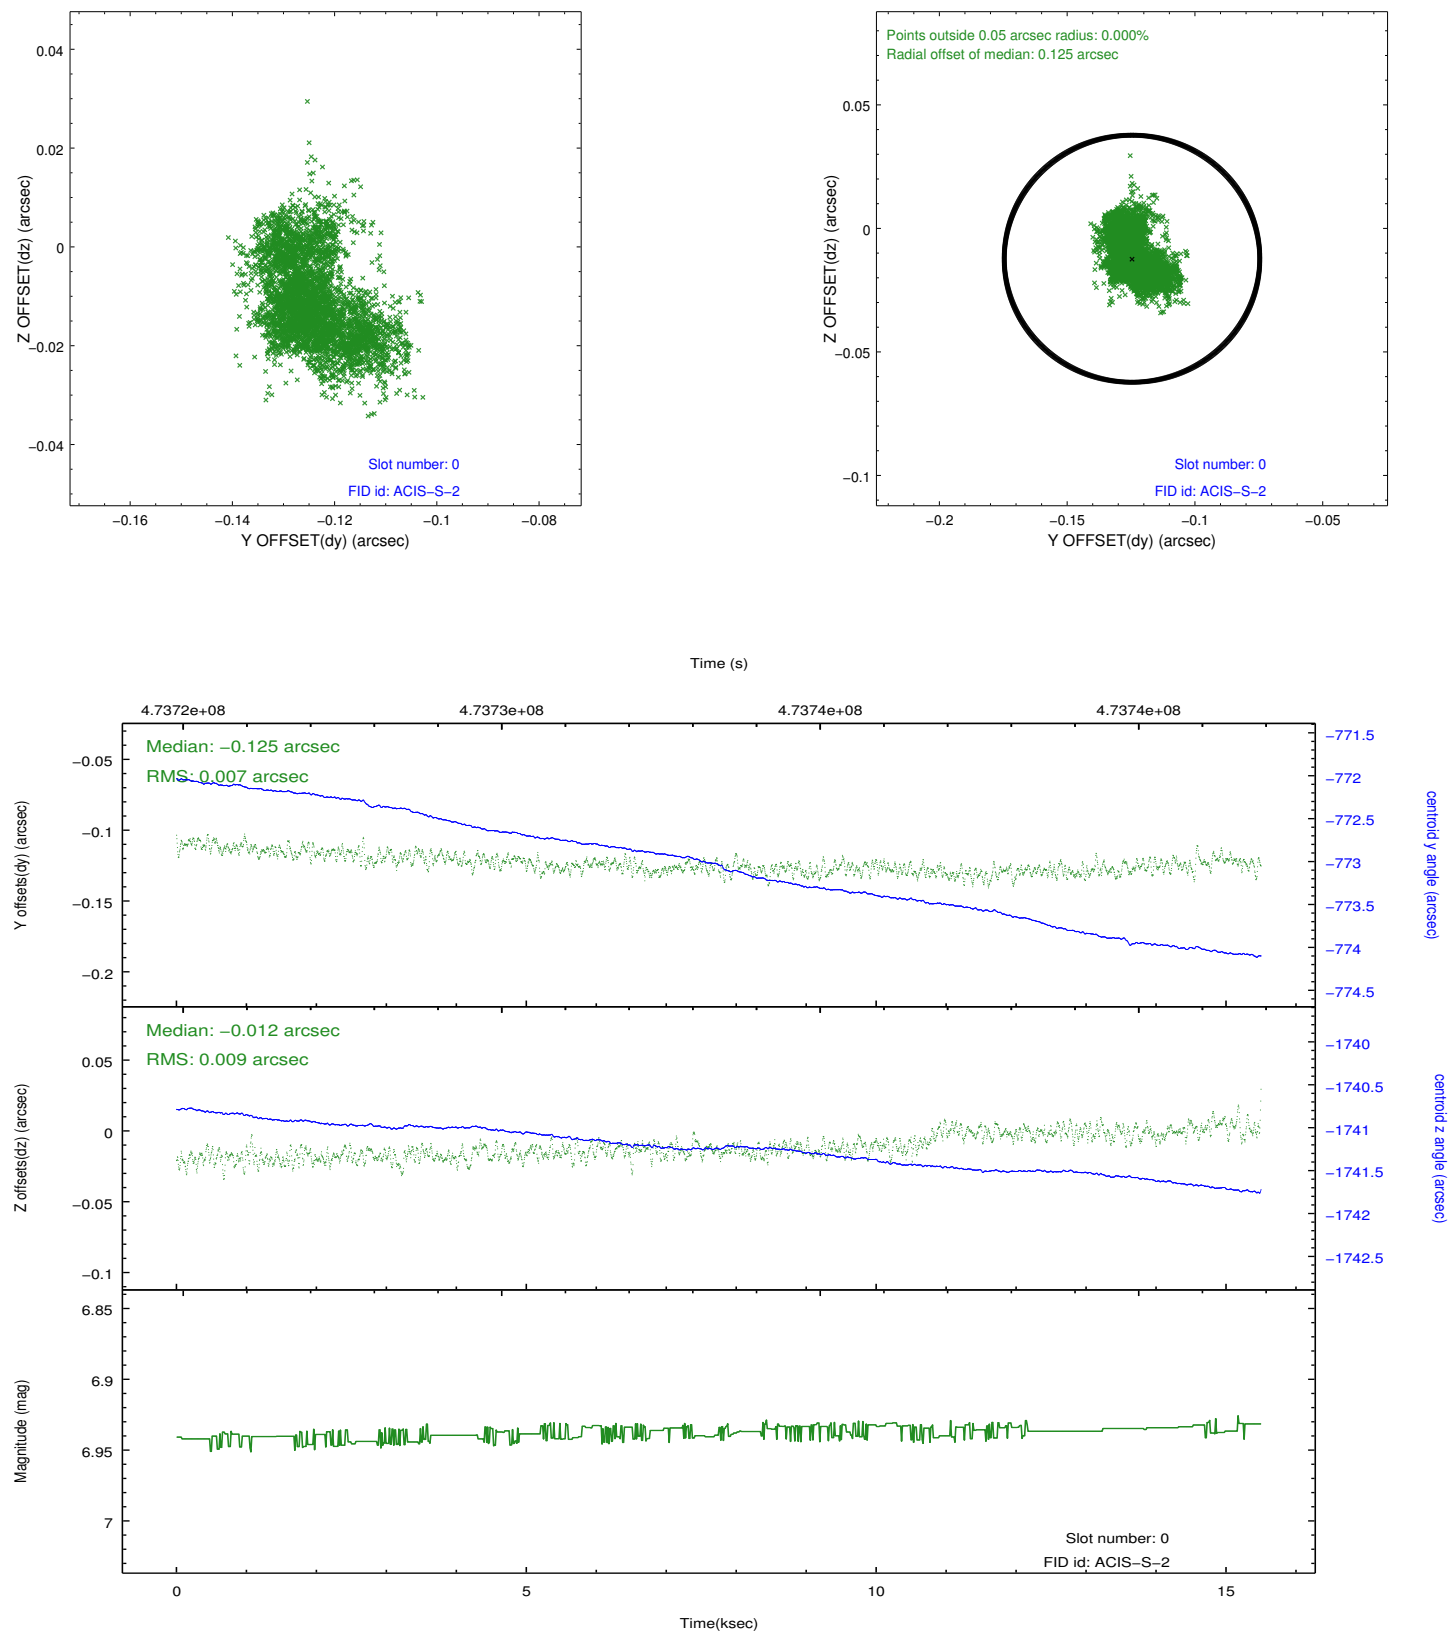 0.04
0.02
0
−0.02
−0.04
Z OFFSET(dz) (arcsec)
Slot number: 0
FID id: ACIS−S−2
−0.16
−0.14
−0.12
−0.1
−0.08
Y OFFSET(dy) (arcsec)
Points outside 0.05 arcsec radius: 0.000%
Radial offset of median: 0.125 arcsec
0.05
0
−0.05
−0.1
Z OFFSET(dz) (arcsec)
Slot number: 0
FID id: ACIS−S−2
−0.2
−0.15
−0.1
−0.05
Y OFFSET(dy) (arcsec)
Time (s)
4.7372e+08
4.7373e+08
4.7374e+08
4.7374e+08
Median: −0.125 arcsec
RMS: 0.007 arcsec
−0.05
−0.1
−0.15
−0.2
Y offsets(dy) (arcsec)
−771.5
−772
−772.5
−773
−773.5
−774
−774.5
centroid y angle (arcsec)
Median: −0.012 arcsec
RMS: 0.009 arcsec
0.05
0
−0.05
−0.1
Z offsets(dz) (arcsec)
−1740
−1740.5
−1741
−1741.5
−1742
−1742.5
centroid z angle (arcsec)
6.85
6.9
6.95
7
Magnitude (mag)
Slot number: 0
FID id: ACIS−S−2
0
5
10
15
Time(ksec)